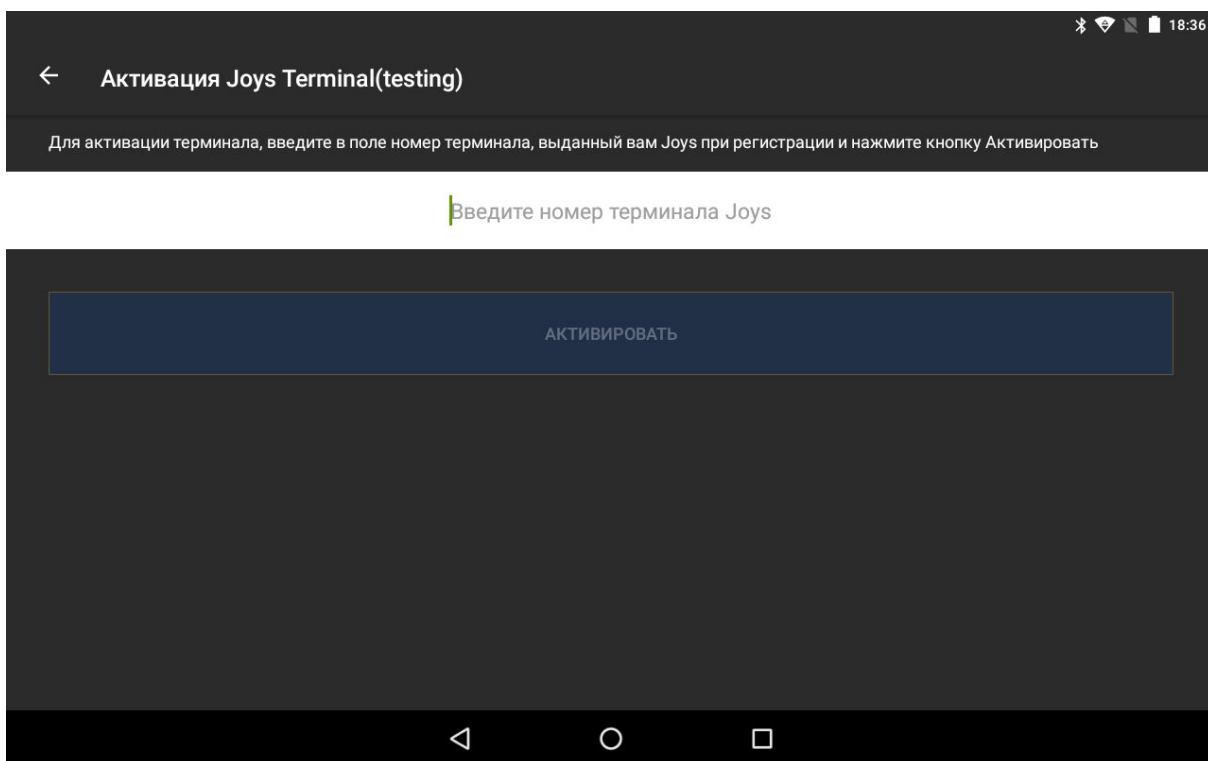 18:36
Активация Joys Terminal(testing)
Для активации терминала, введите в поле номер терминала, выданный вам Joys при регистрации и нажмите кнопку Активировать
Введите номер терминала Joys
АКТИВИРОВАТЬ